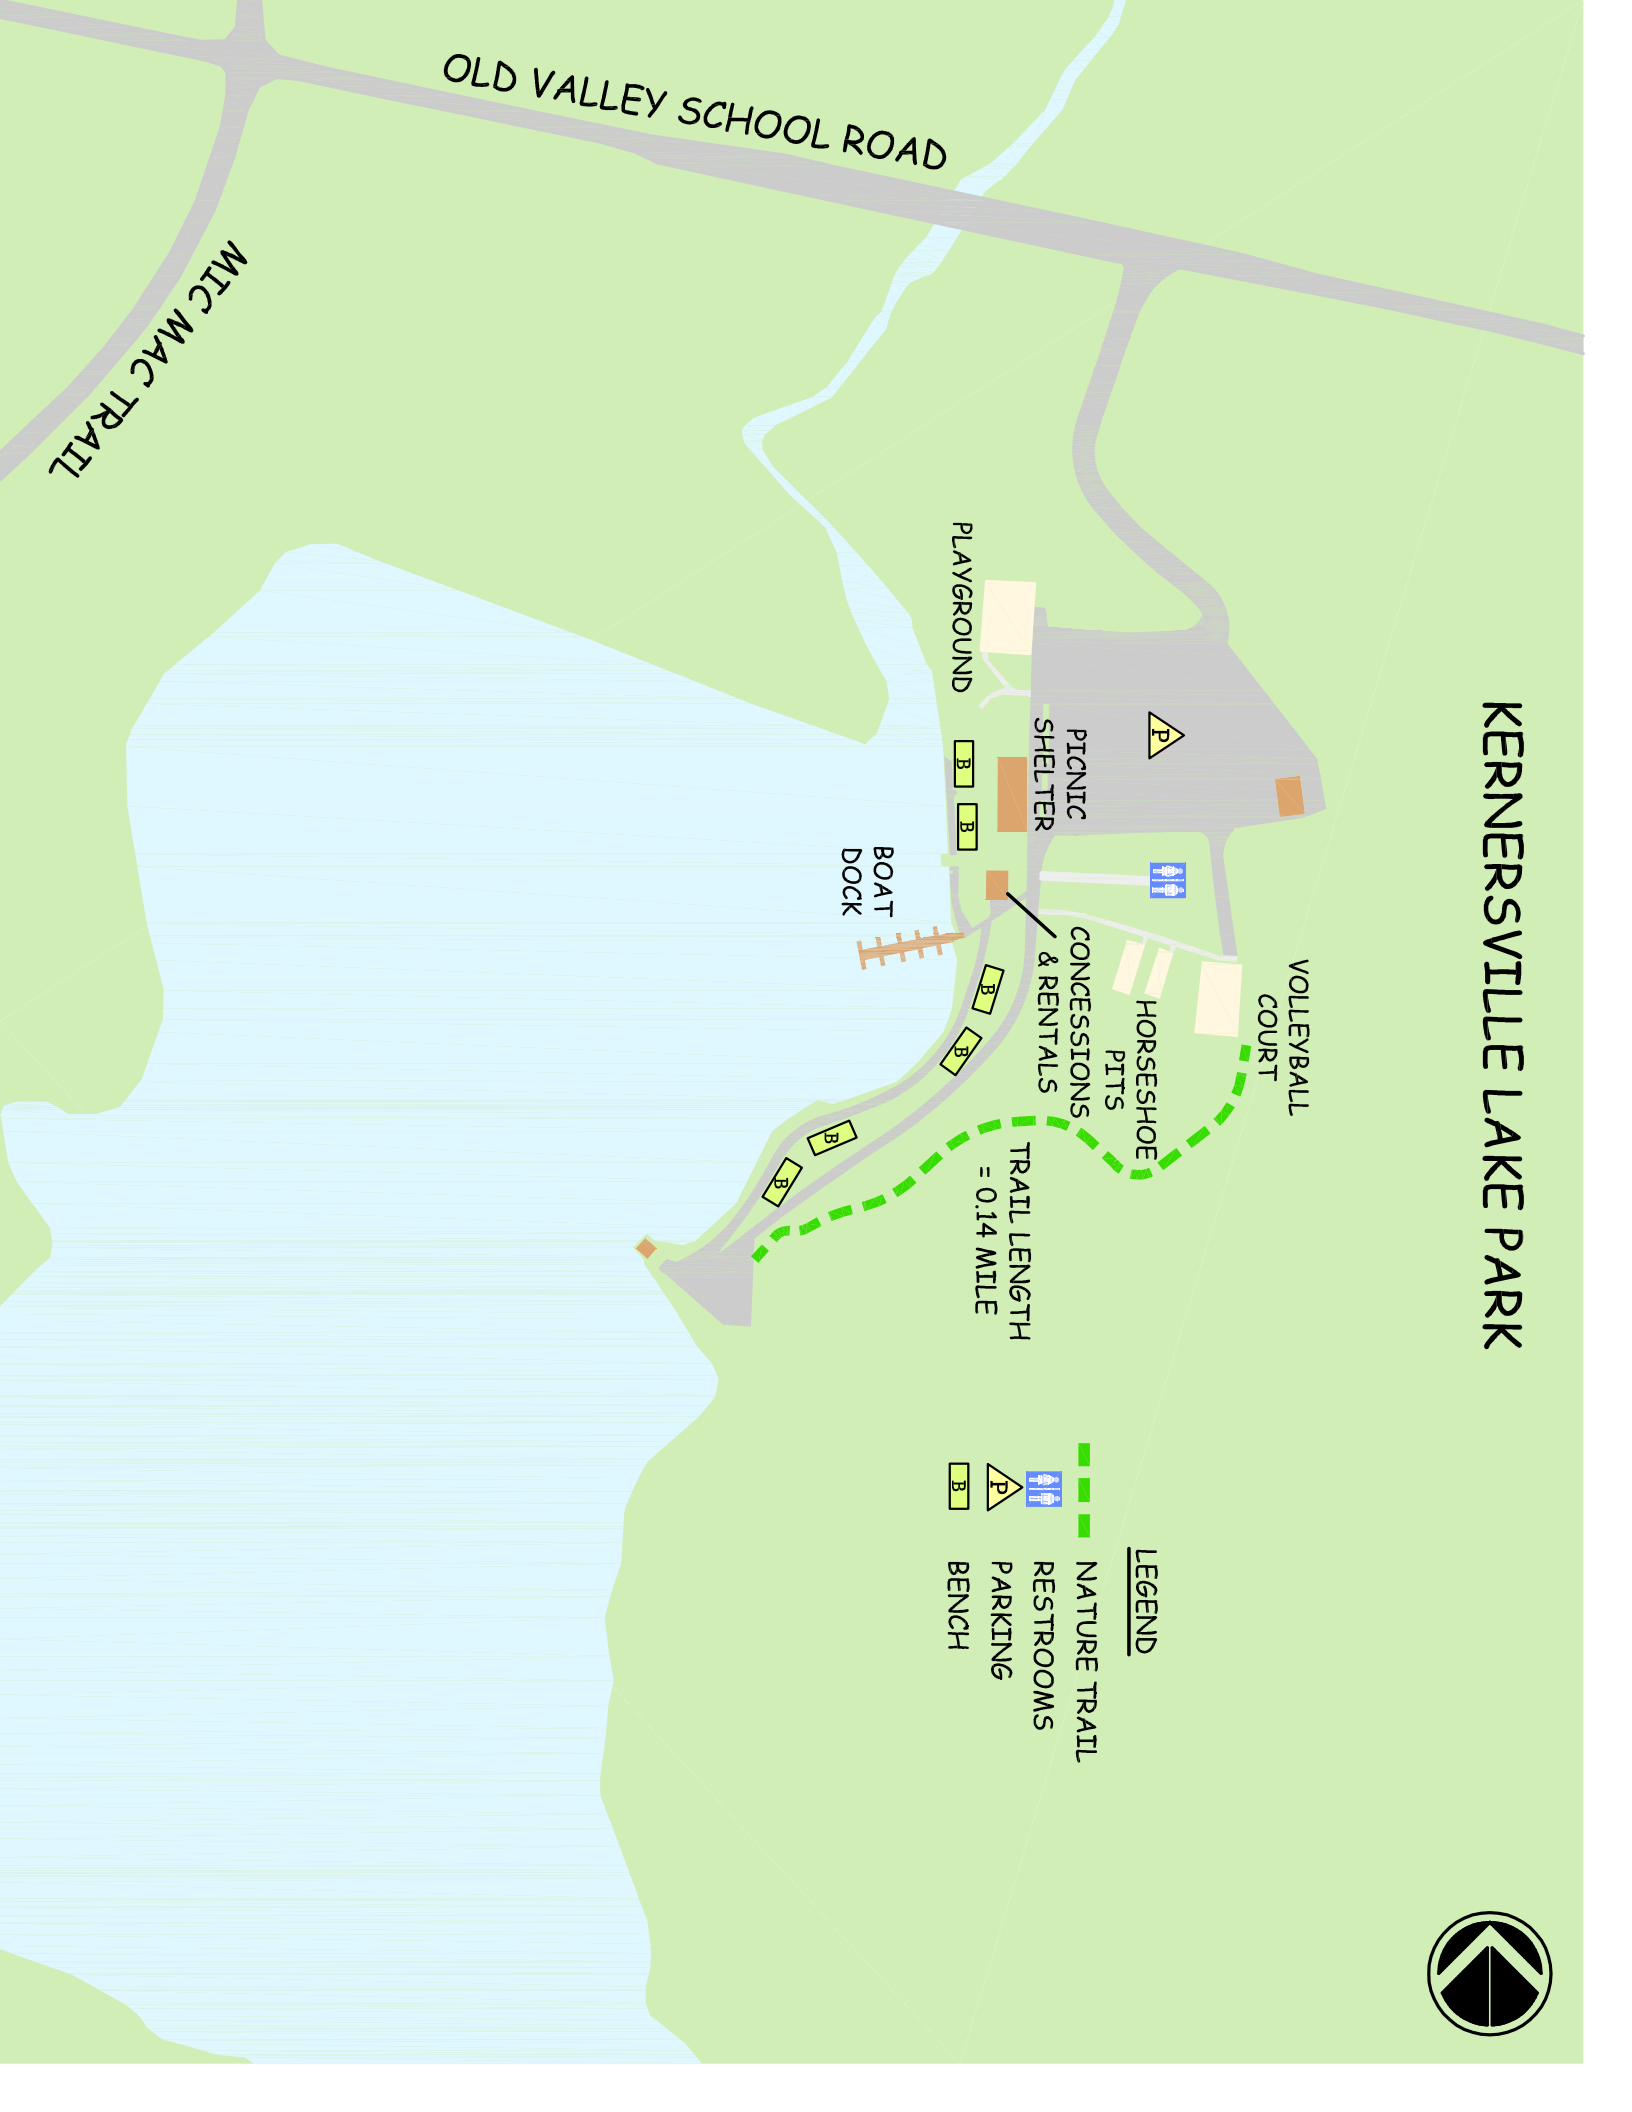 KERNERSVILLE LAKE PARK
OLD VALLEY SCHOOL ROAD
MIC MAC TRAIL
VOLLEYBALL
COURT
HORSESHOE
PITS
P
PICNIC
SHELTER
CONCESSIONS
& RENTALS
PLAYGROUND
BOAT
DOCK
B
B
B
B
B
B
TRAIL LENGTH
= 0.14 MILE
LEGEND
NATURE TRAIL
RESTROOMS
P PARKING
B BENCH